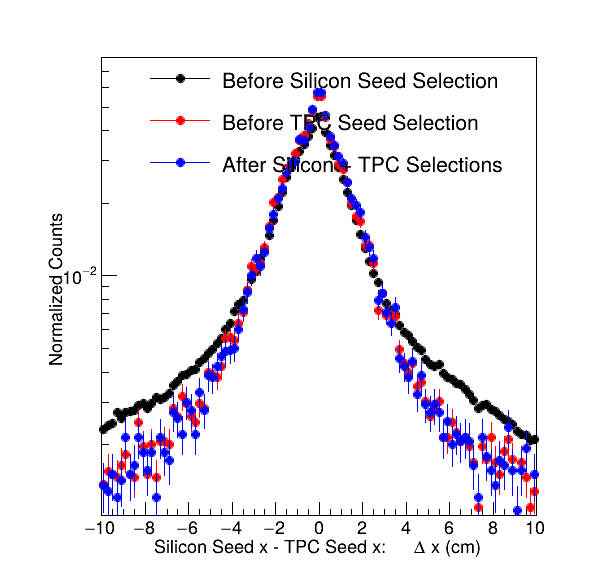 Before Silicon Seed Selection
Before TPC Seed Selection
After Silicon + TPC Selections
Normalized Counts
10⁻²
−10 −8 −6 −4 −2 0 2 4 6 8 10
Silicon Seed x - TPC Seed x: Δ x (cm)